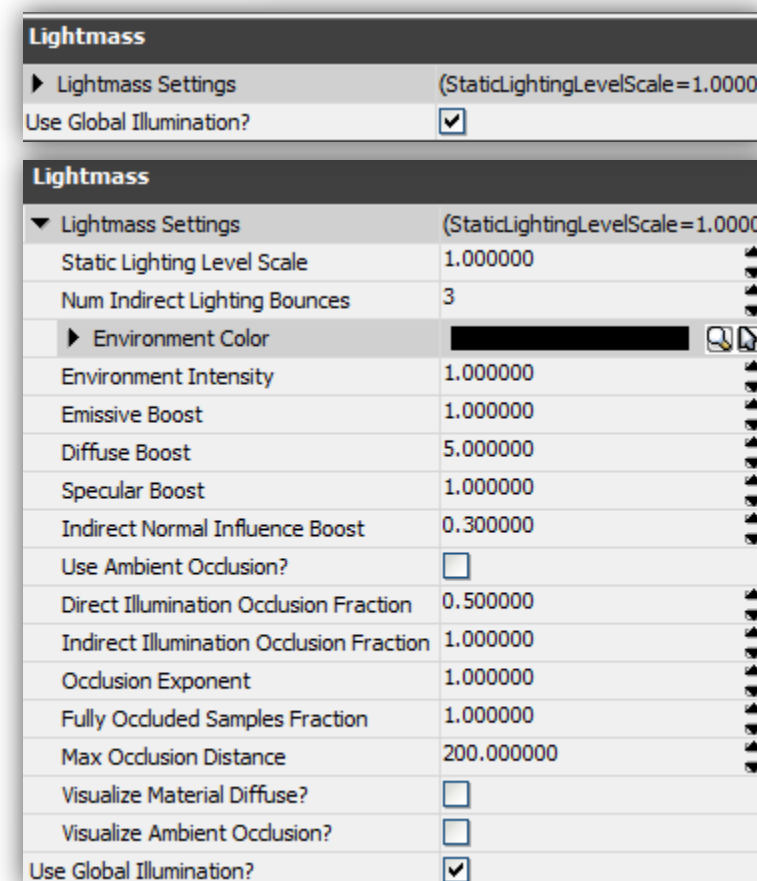 Lightmass
Lightmass Settings (StaticLightingLevelScale=1.0000
Use Global Illumination?
Lightmass
Lightmass Settings (StaticLightingLevelScale=1.0000
Static Lighting Level Scale 1.000000
Num Indirect Lighting Bounces 3
Environment Color
Environment Intensity 1.000000
Emissive Boost 1.000000
Diffuse Boost 5.000000
Specular Boost 1.000000
Indirect Normal Influence Boost 0.300000
Use Ambient Occlusion?
Direct Illumination Occlusion Fraction 0.500000
Indirect Illumination Occlusion Fraction 1.000000
Occlusion Exponent 1.000000
Fully Occluded Samples Fraction 1.000000
Max Occlusion Distance 200.000000
Visualize Material Diffuse?
Visualize Ambient Occlusion?
Use Global Illumination?